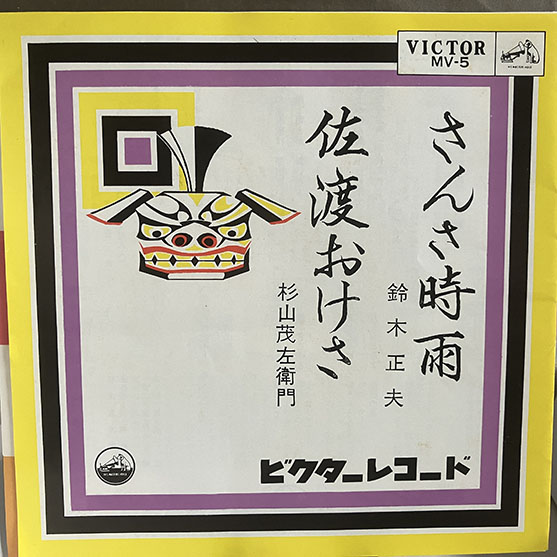 VICTOR
MV-5
さんさ時雨
鈴木正夫
佐渡おけさ
杉山茂左衛門
ビクターレコード